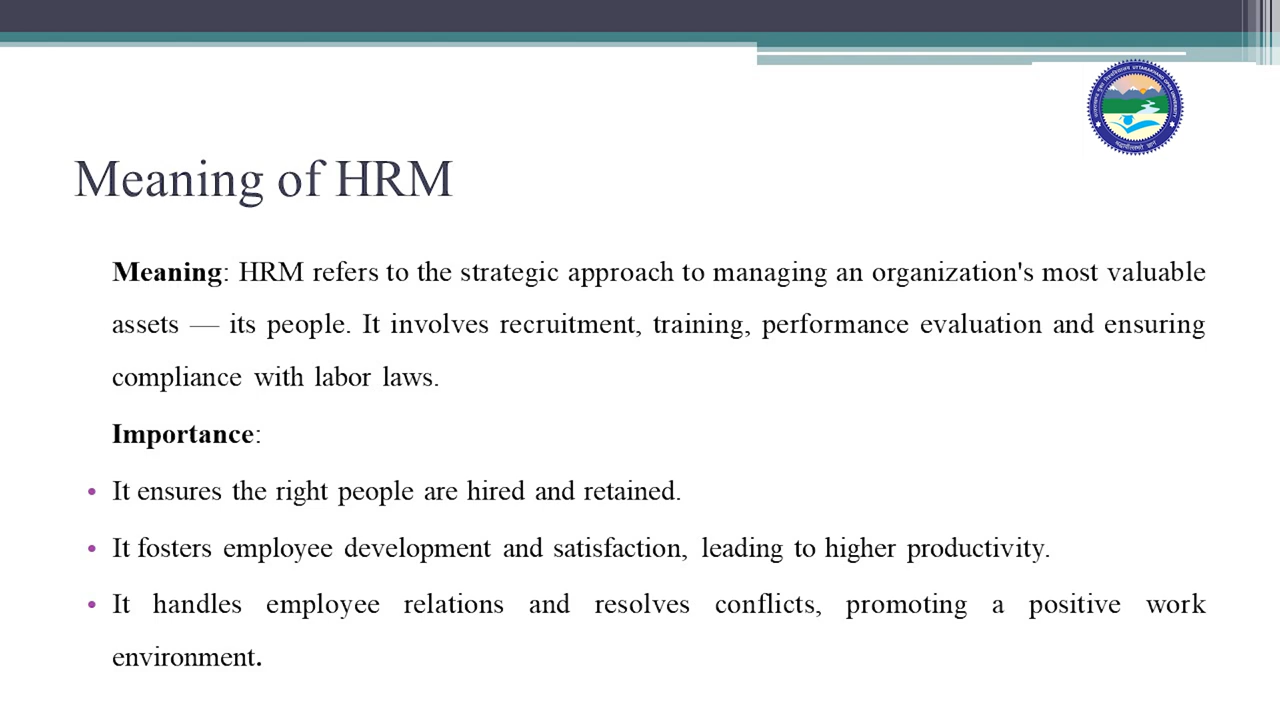 UTTARAKHAND OPEN UNIVERSITY
Meaning of HRM
Meaning: HRM refers to the strategic approach to managing an organization's most valuable
assets — its people. It involves recruitment, training, performance evaluation and ensuring
compliance with labor laws.
Importance:
• It ensures the right people are hired and retained.
• It fosters employee development and satisfaction, leading to higher productivity.
• It handles employee relations and resolves conflicts, promoting a positive work
environment.